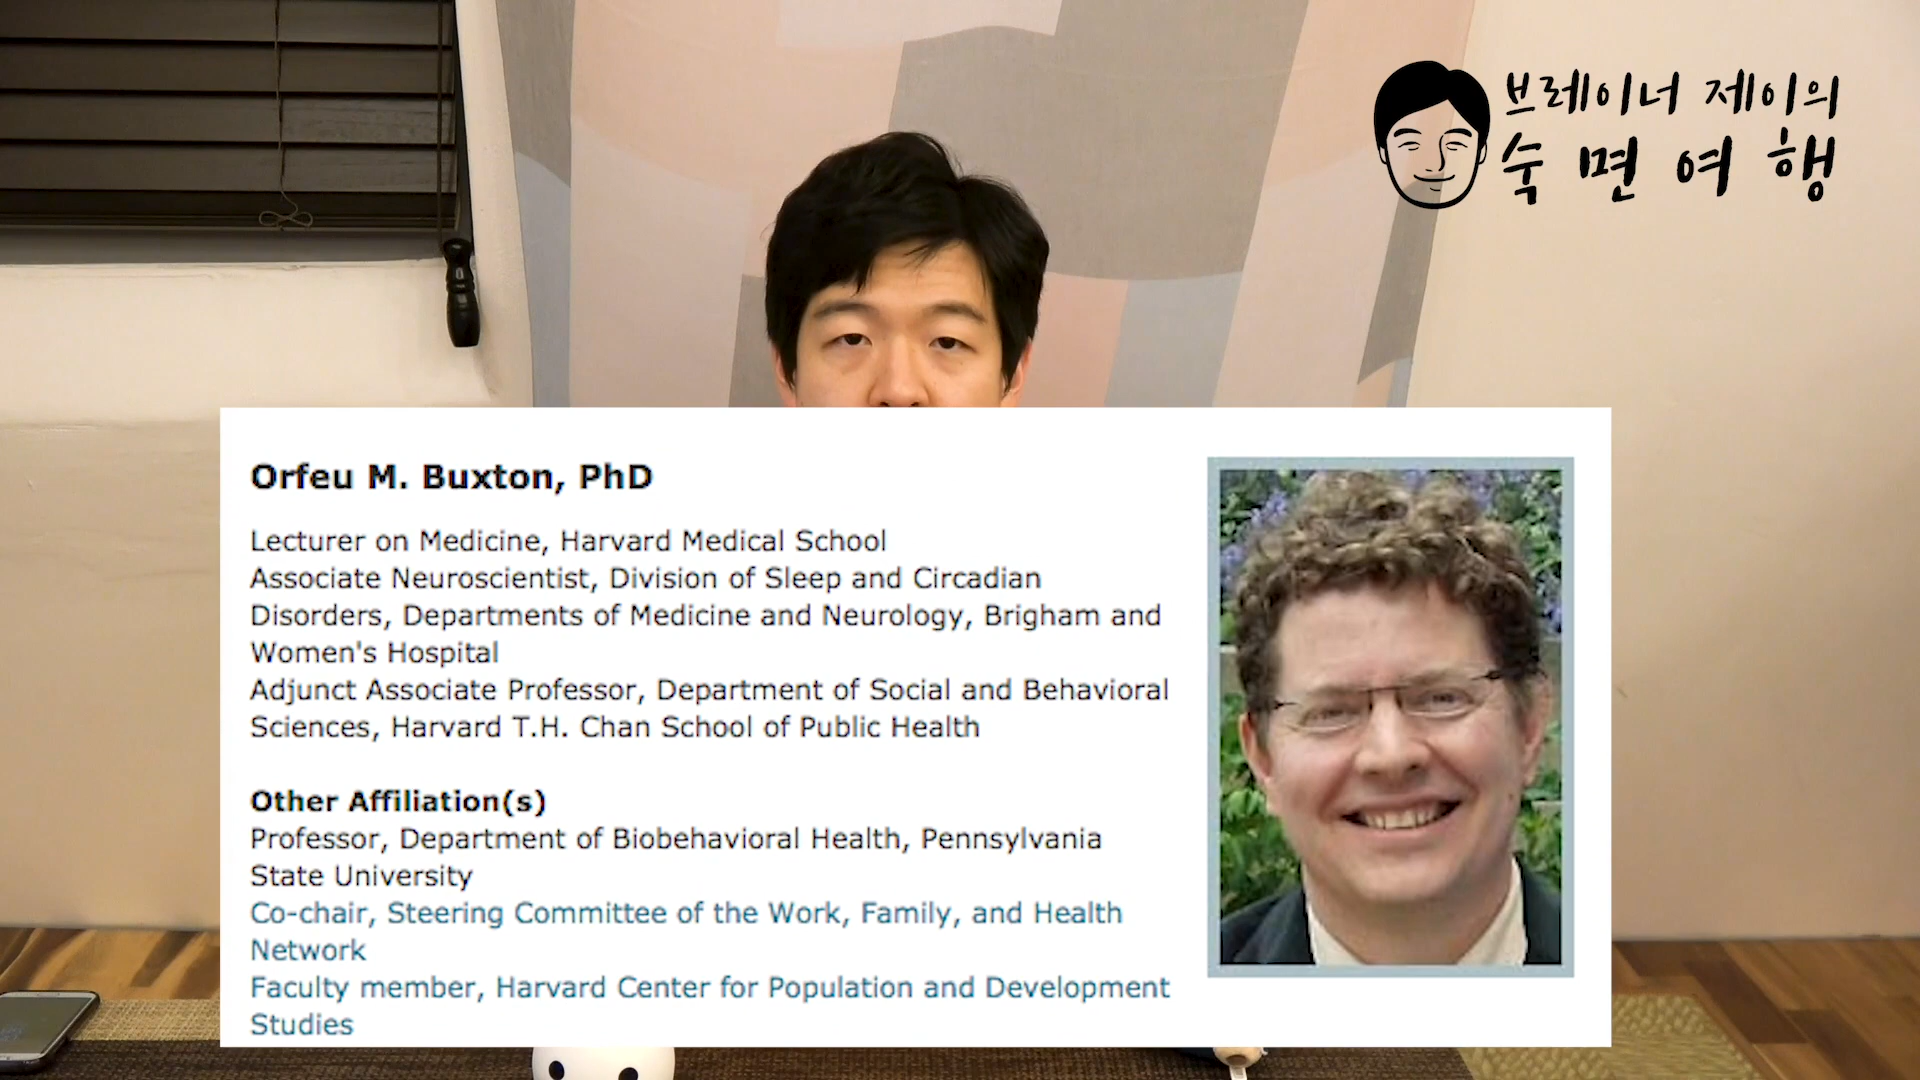 브레이너 제이의
숙면여행
Orfeu M. Buxton, PhD
Lecturer on Medicine, Harvard Medical School
Associate Neuroscientist, Division of Sleep and Circadian
Disorders, Departments of Medicine and Neurology, Brigham and
Women's Hospital
Adjunct Associate Professor, Department of Social and Behavioral
Sciences, Harvard T.H. Chan School of Public Health
Other Affiliation(s)
Professor, Department of Biobehavioral Health, Pennsylvania
State University
Co-chair, Steering Committee of the Work, Family, and Health
Network
Faculty member, Harvard Center for Population and Development
Studies